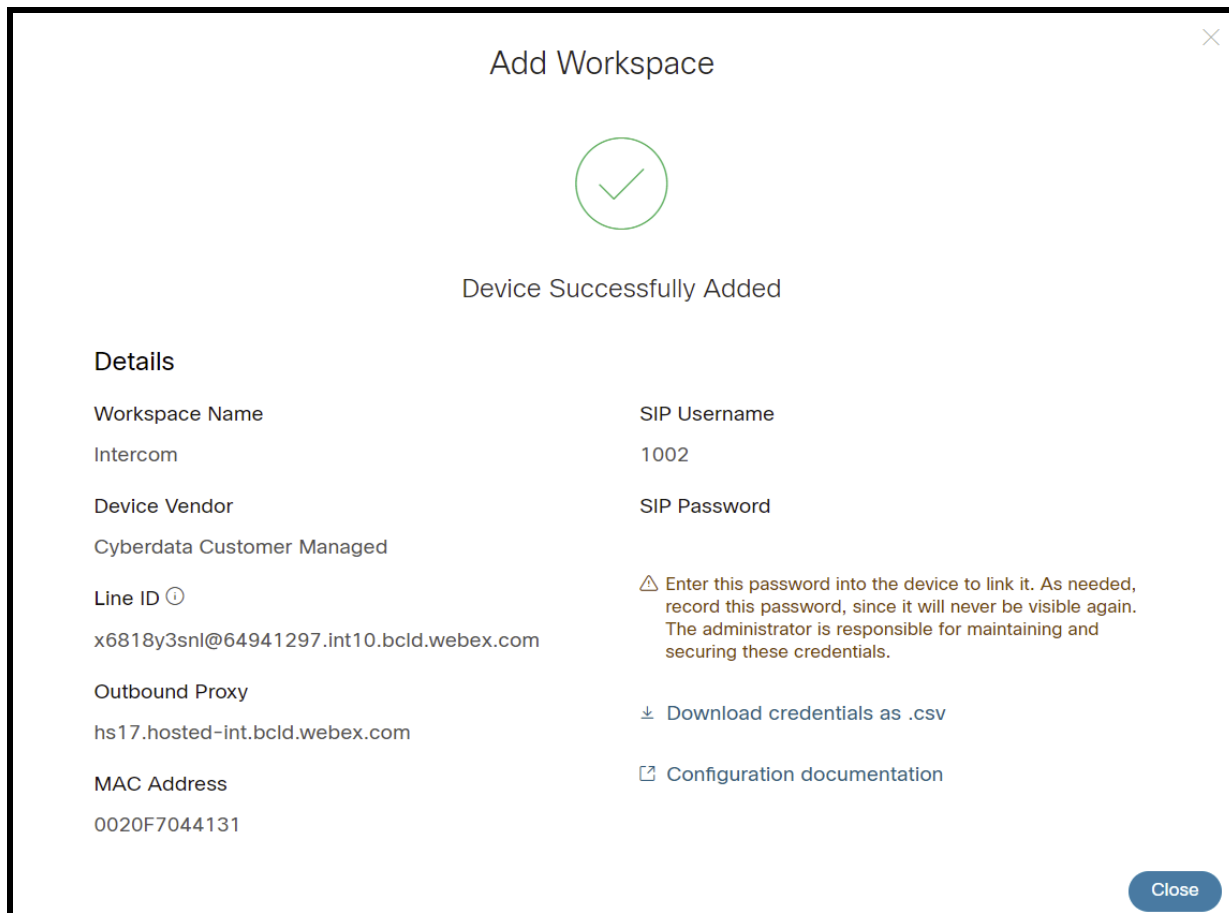 Add Workspace
Device Successfully Added
Details
Workspace Name
Intercom
Device Vendor
Cyberdata Customer Managed
Line ID
x6818y3snl@64941297.int10.bcld.webex.com
Outbound Proxy
hs17.hosted-int.bcld.webex.com
MAC Address
0020F7044131
SIP Username
1002
SIP Password
Enter this password into the device to link it. As needed,
record this password, since it will never be visible again.
The administrator is responsible for maintaining and
securing these credentials.
Download credentials as .csv
Configuration documentation
Close